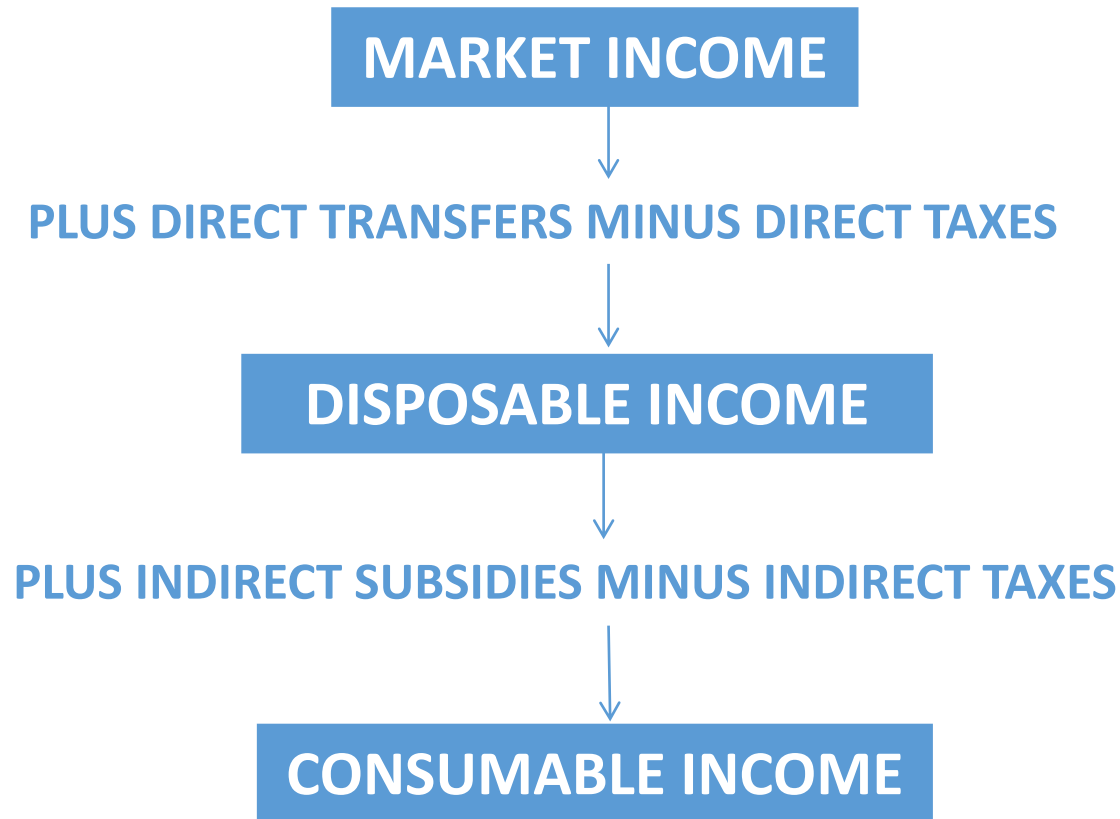 MARKET INCOME
PLUS DIRECT TRANSFERS MINUS DIRECT TAXES
DISPOSABLE INCOME
PLUS INDIRECT SUBSIDIES MINUS INDIRECT TAXES
CONSUMABLE INCOME